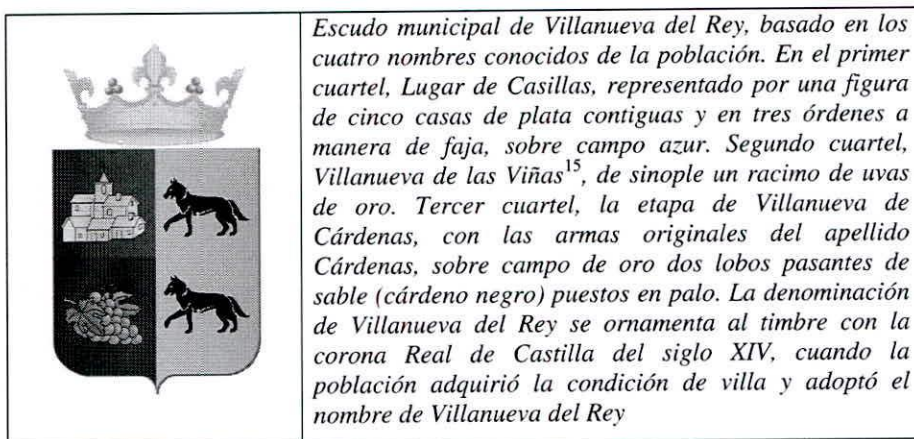 Escudo municipal de Villanueva del Rey, basado en los
cuatro nombres conocidos de la población. En el primer
cuartel, Lugar de Casillas, representado por una figura
de cinco casas de plata contiguas y en tres órdenes a
manera de faja, sobre campo azur. Segundo cuartel,
Villanueva de las Viñas15, de sinople un racimo de uvas
de oro. Tercer cuartel, la etapa de Villanueva de
Cárdenas, con las armas originales del apellido
Cárdenas, sobre campo de oro dos lobos pasantes de
sable (cárdeno negro) puestos en palo. La denominación
de Villanueva del Rey se ornamenta al timbre con la
corona Real de Castilla del siglo XIV, cuando la
población adquirió la condición de villa y adoptó el
nombre de Villanueva del Rey